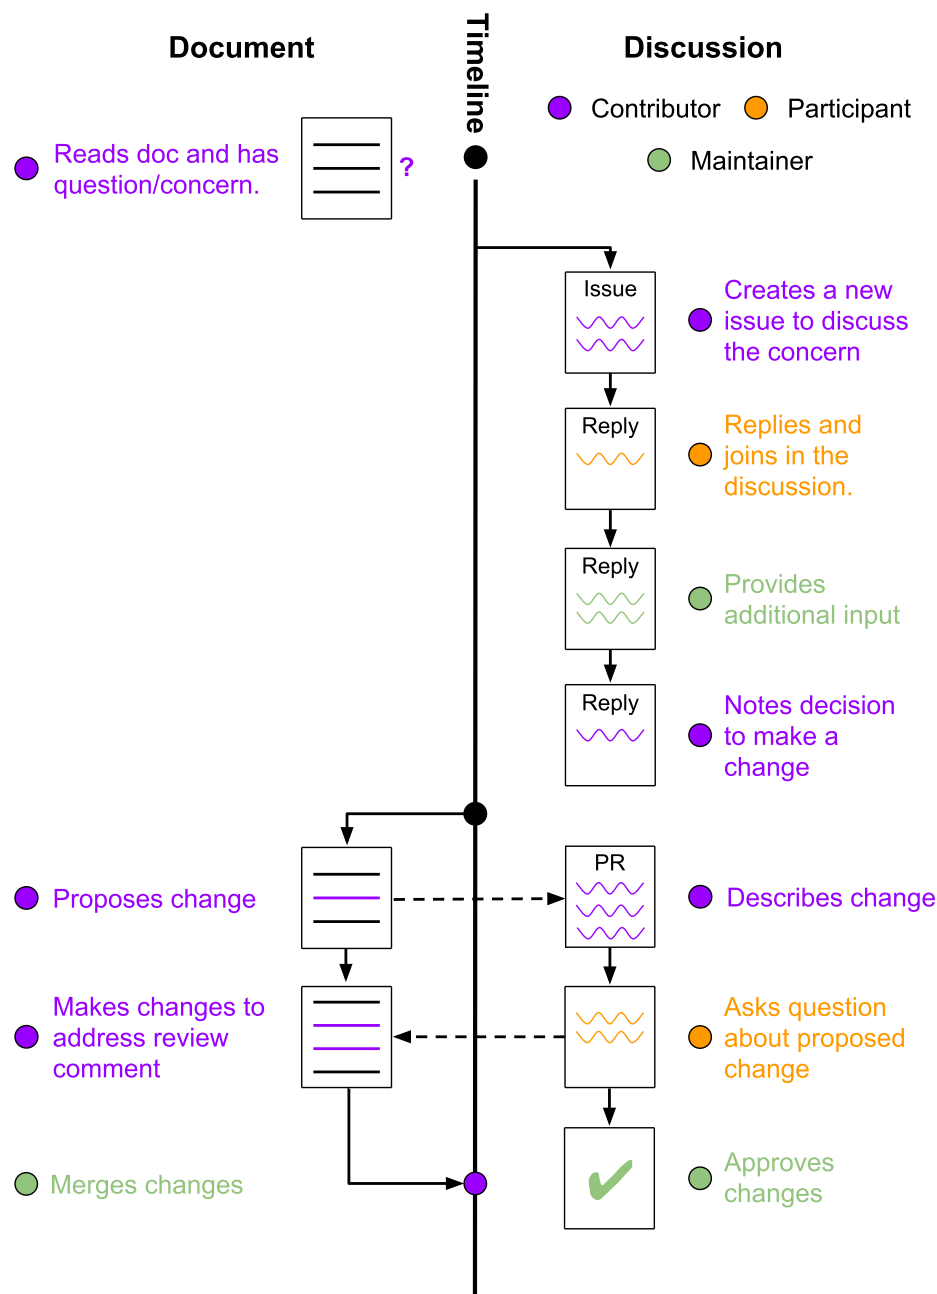 Document
Timeline
Discussion
Contributor
Participant
Maintainer
Reads doc and has
question/concern.
?
Issue
Creates a new
issue to discuss
the concern
Reply
Replies and
joins in the
discussion.
Reply
Provides
additional input
Reply
Notes decision
to make a
change
Proposes change
PR
Describes change
Makes changes to
address review
comment
Asks question
about proposed
change
Merges changes
Approves
changes